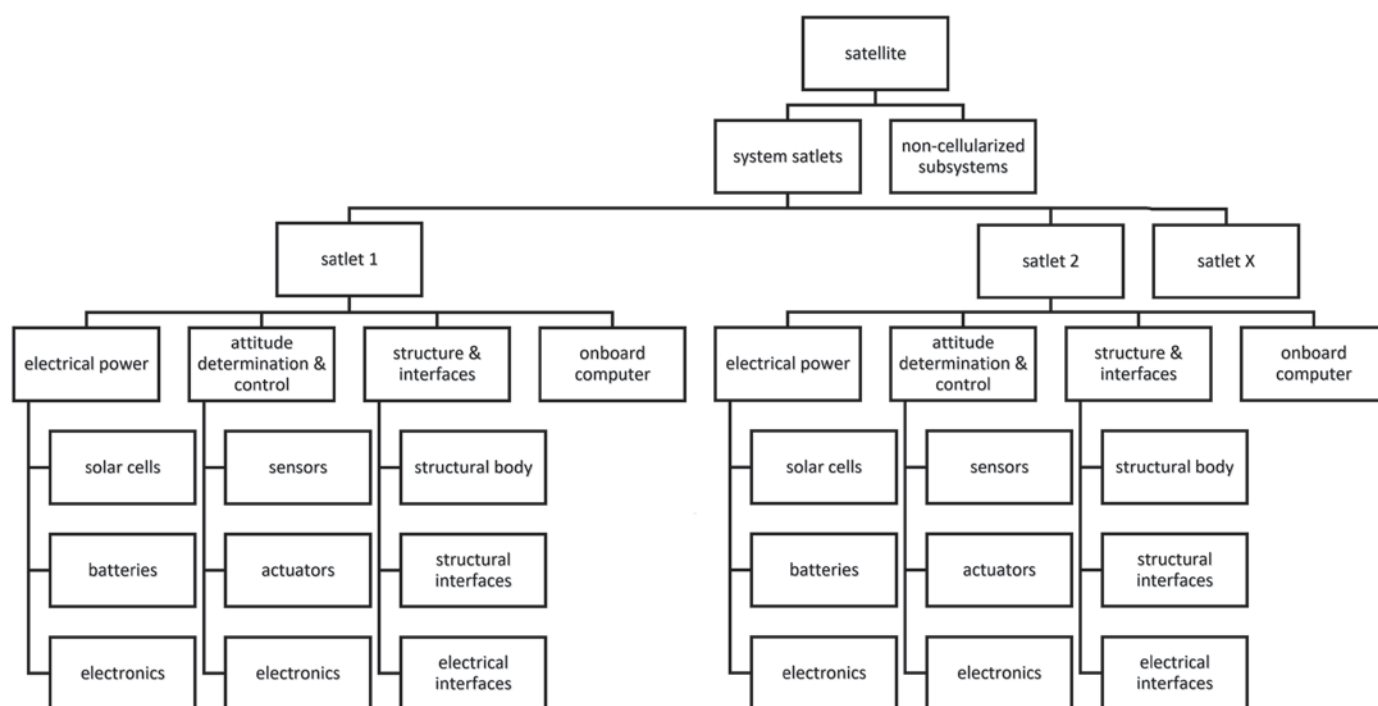 satellite
system satlets
non-cellularized
subsystems
satlet 1
satlet 2
satlet X
electrical power
attitude
determination &
control
structure &
interfaces
onboard
computer
electrical power
attitude
determination &
control
structure &
interfaces
onboard
computer
solar cells
sensors
structural body
solar cells
sensors
structural body
batteries
actuators
structural
interfaces
batteries
actuators
structural
interfaces
electronics
electronics
electrical
interfaces
electronics
electronics
electrical
interfaces